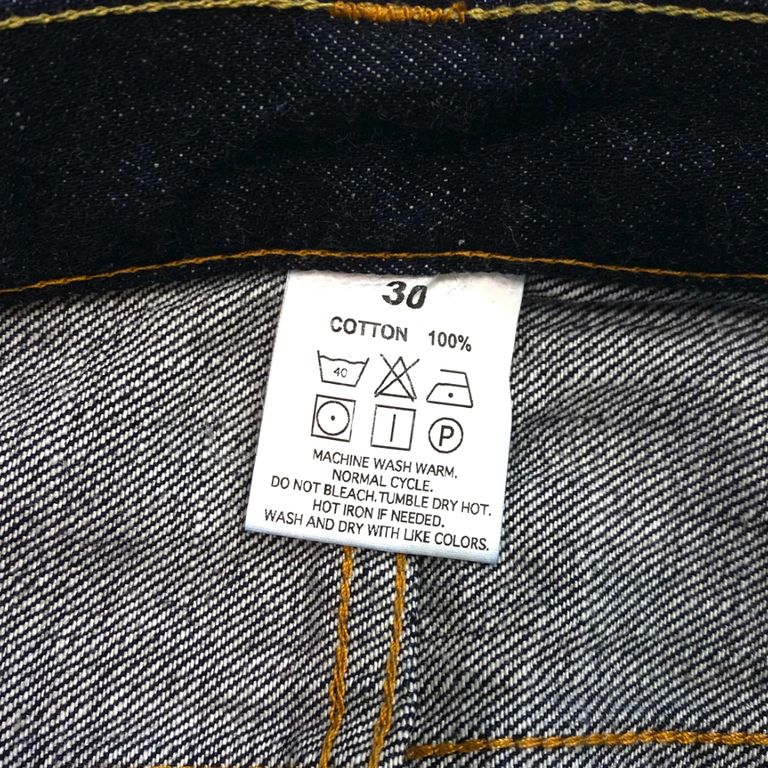 30
COTTON 100%
40
P
MACHINE WASH WARM.
NORMAL CYCLE.
DO NOT BLEACH. TUMBLE DRY HOT.
HOT IRON IF NEEDED.
WASH AND DRY WITH LIKE COLORS.